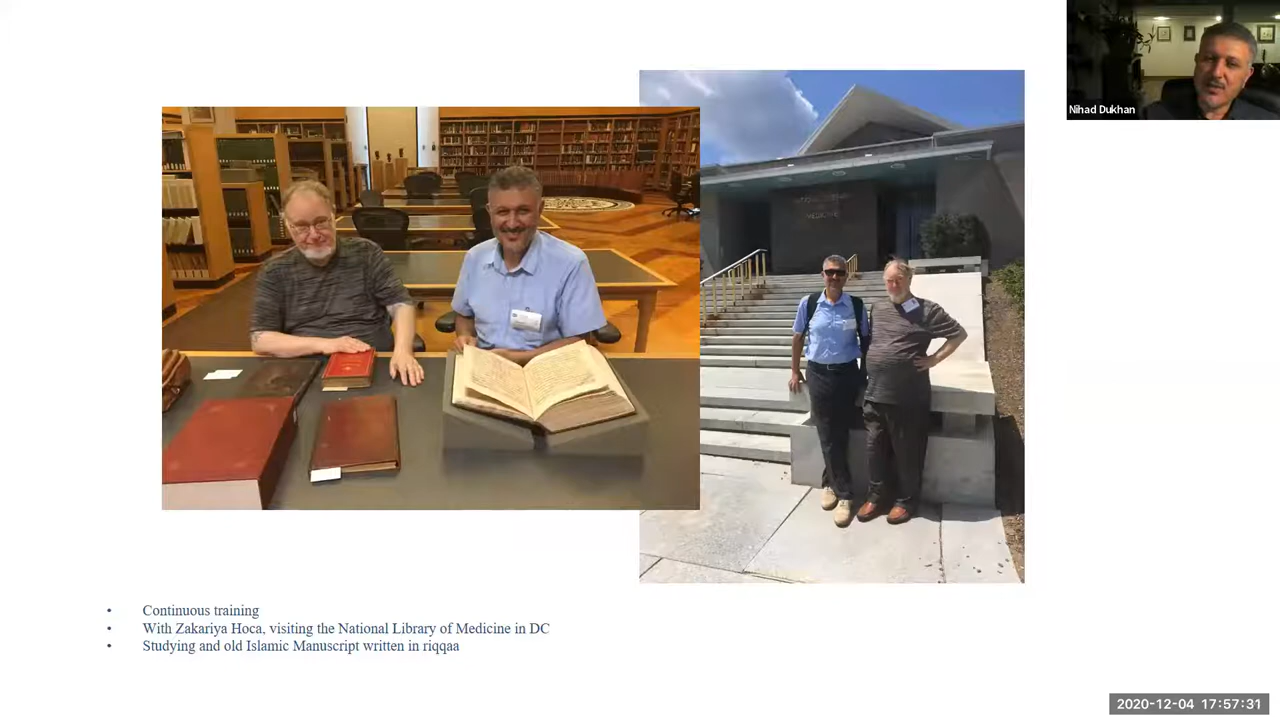 Nihad Dukhan
MEDICINE
• Continuous training
• With Zakariya Hoca, visiting the National Library of Medicine in DC
• Studying and old Islamic Manuscript written in riqqaa
2020-12-04 17:57:31